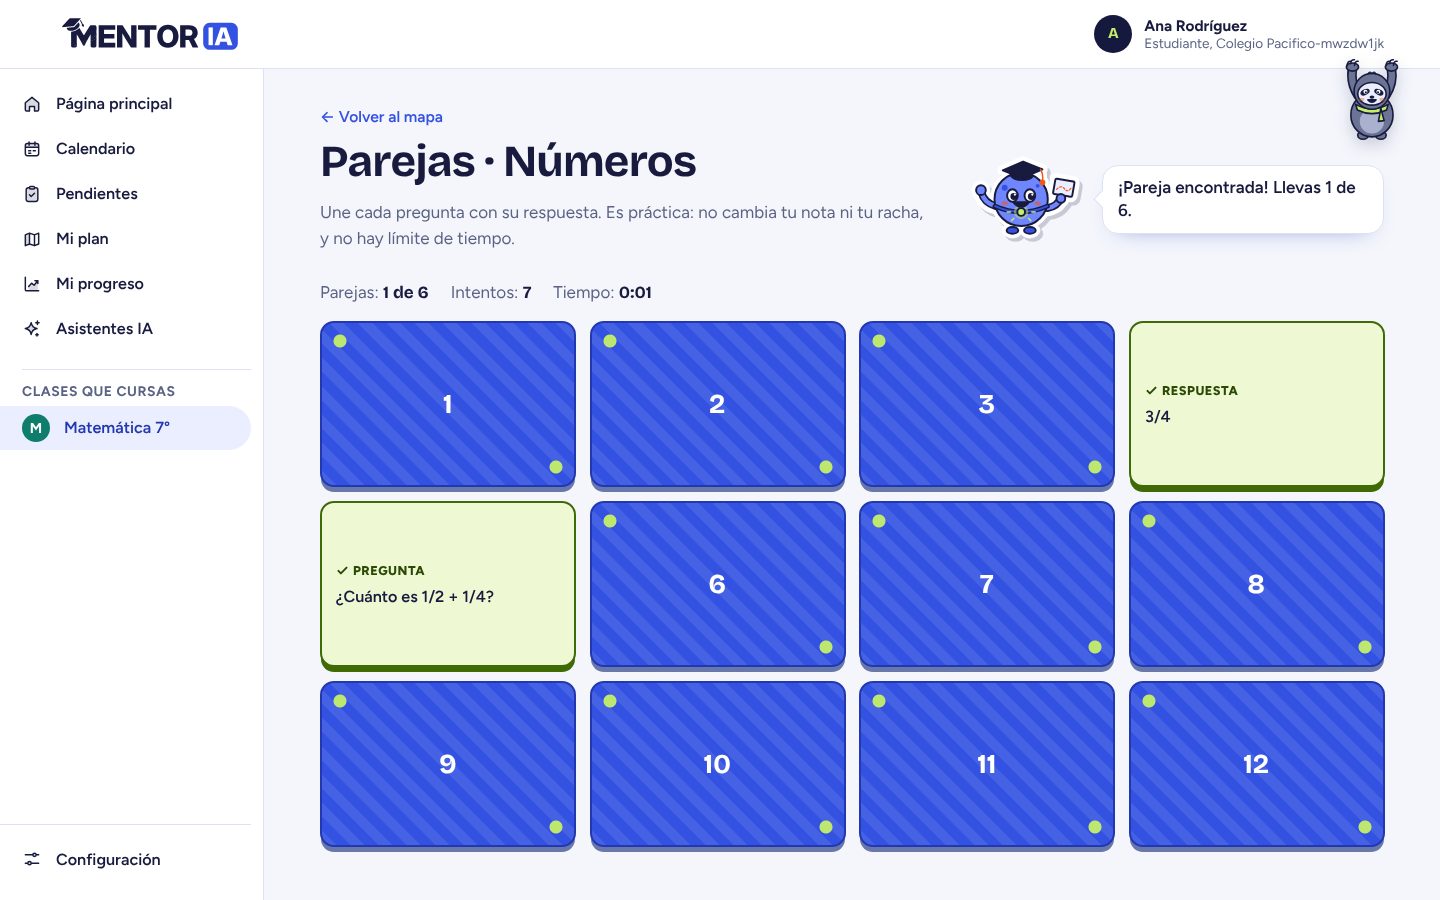 MENTOR IA
A
Ana Rodríguez
Estudiante, Colegio Pacifico-mwzdw1jk
Página principal
Calendario
Pendientes
Mi plan
Mi progreso
Asistentes IA
CLASES QUE CURSAS
M Matemática 7°
Configuración
← Volver al mapa
Parejas · Números
Une cada pregunta con su respuesta. Es práctica: no cambia tu nota ni tu racha,
y no hay límite de tiempo.
¡Pareja encontrada! Llevas 1 de
6.
Parejas: 1 de 6 Intentos: 7 Tiempo: 0:01
1
2
3
✓ RESPUESTA
3/4
✓ PREGUNTA
¿Cuánto es 1/2 + 1/4?
6
7
8
9
10
11
12